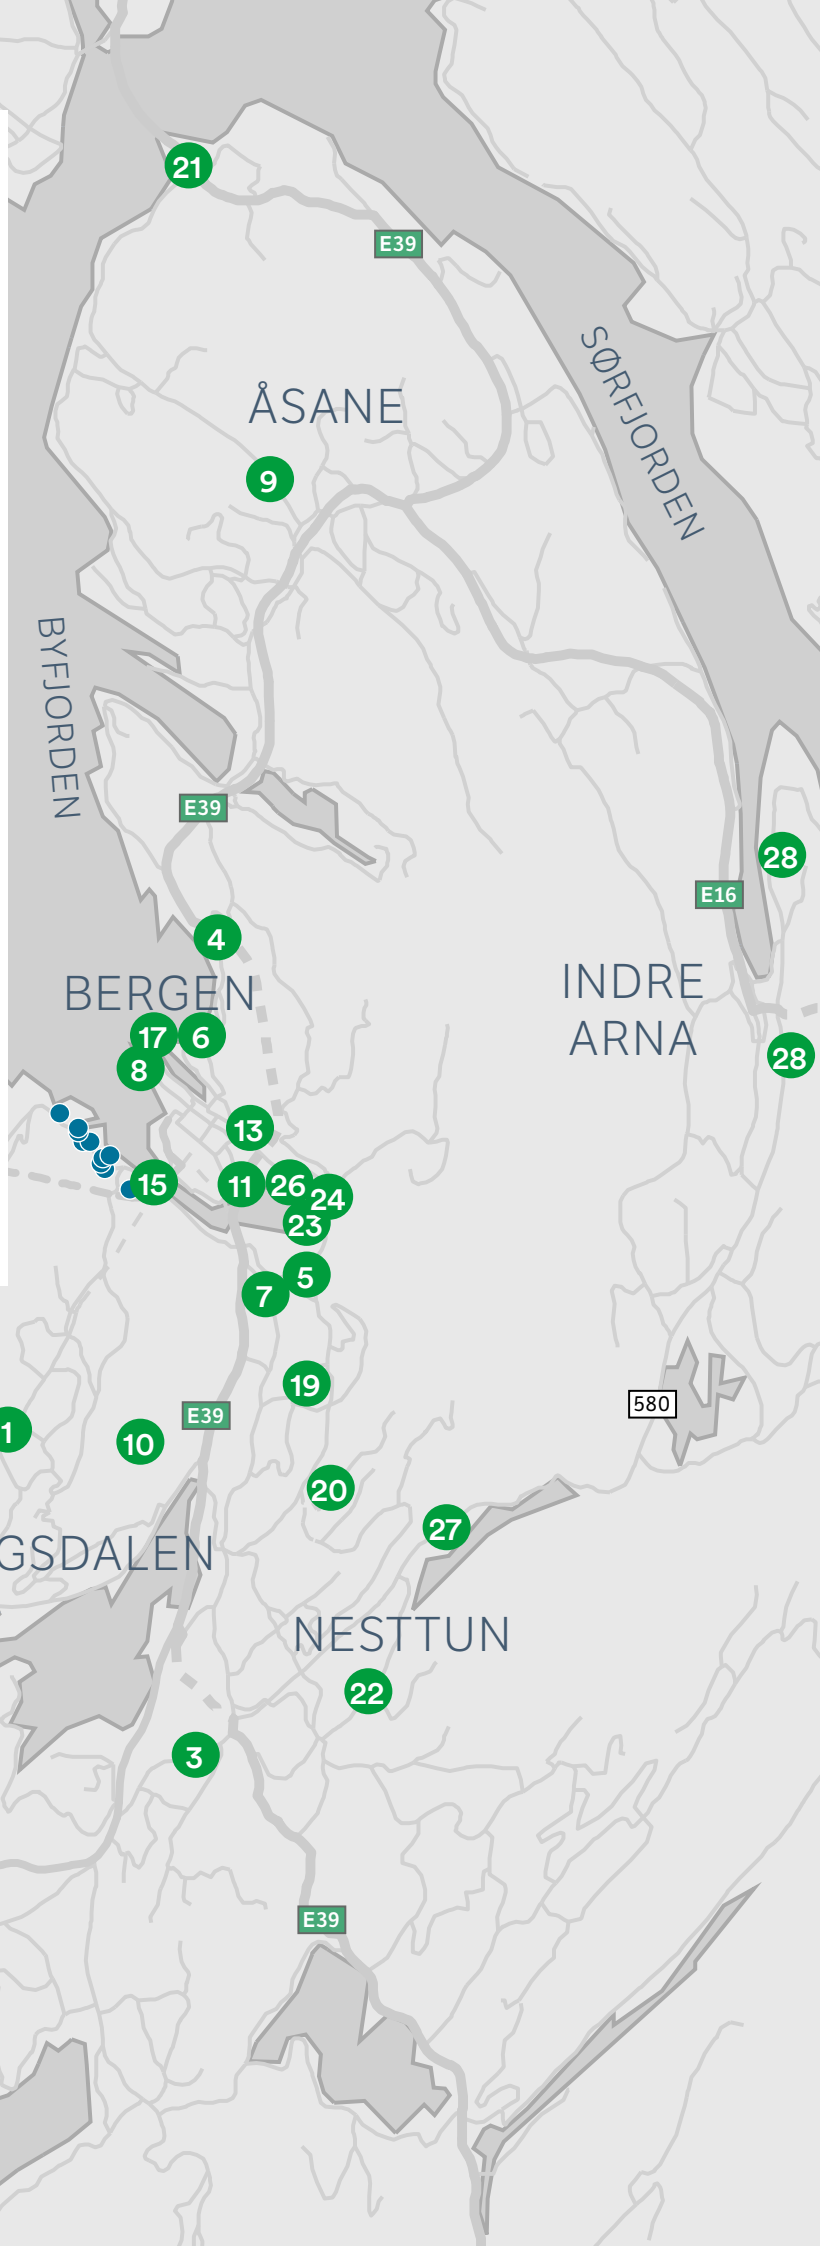 21
E39
SØRFJORDEN
ÅSANE
9
BYFJORDEN
E39
28
E16
4
INDRE
ARNA
BERGEN
17
6
8
28
13
15
11
26
24
23
5
7
19
580
E39
1
10
20
27
GSDALEN
NESTTUN
22
3
E39